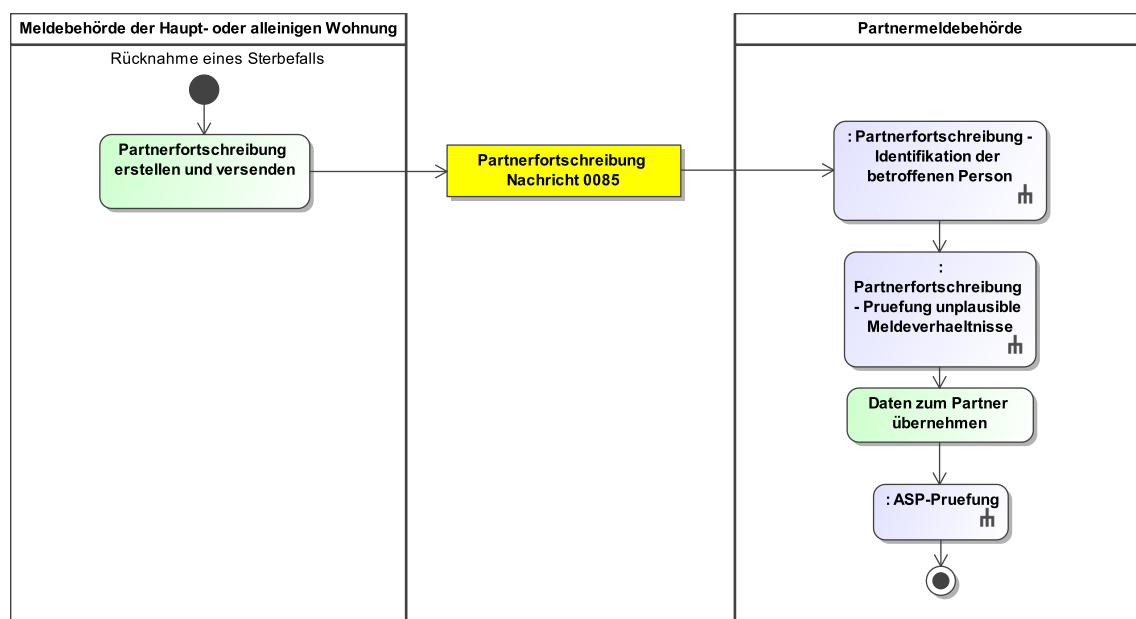 Meldebehörde der Haupt- oder alleinigen Wohnung
Partnermeldebehörde
Rücknahme eines Sterbefalls
Partnerfortschreibung
erstellen und versenden
Partnerfortschreibung
Nachricht 0085
: Partnerfortschreibung -
Identifikation der
betroffenen Person
:
Partnerfortschreibung
- Pruefung unplausible
Meldeverhaeltnisse
Daten zum Partner
übernehmen
: ASP-Pruefung